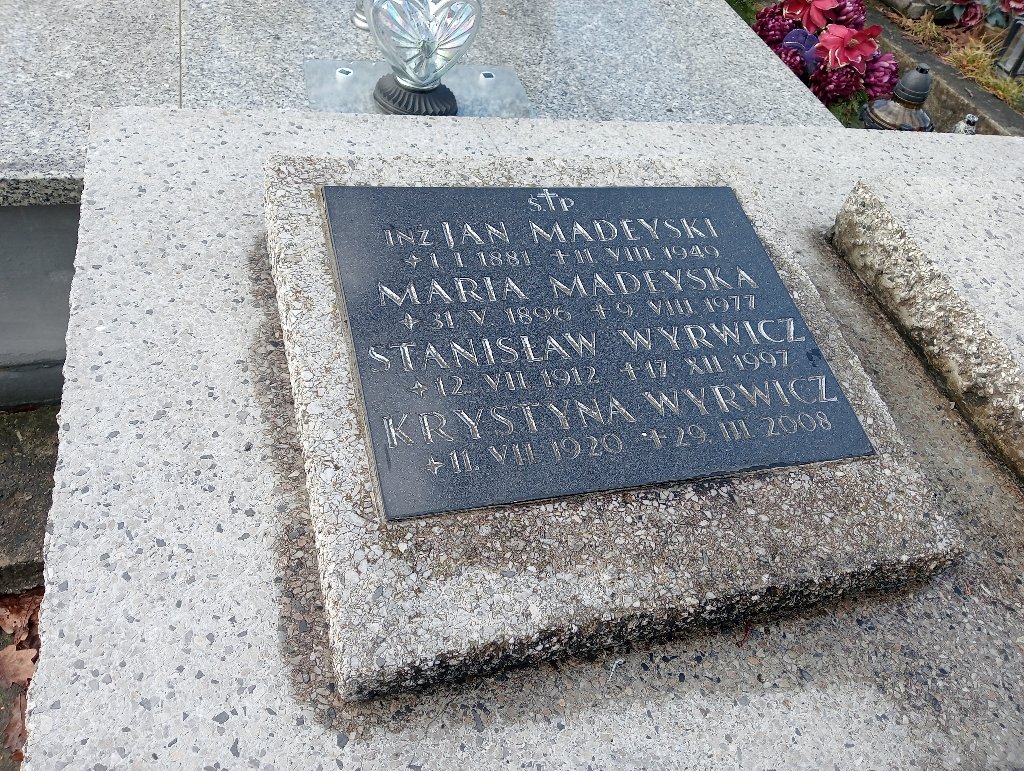 Ś✝P
INŻ JAN MADEYSKI
✧ 1 I 1881 ✝ 11 VIII 1949
MARIA MADEYSKA
✧ 31 V. 1896 ✝ 9 VIII 1977
STANISŁAW WYRWICZ
✧ 12. VII 1912 ✝ 17. XII 1997
KRYSTYNA WYRWICZ
✧ 11. VII 1920 ✝ 29. III. 2008